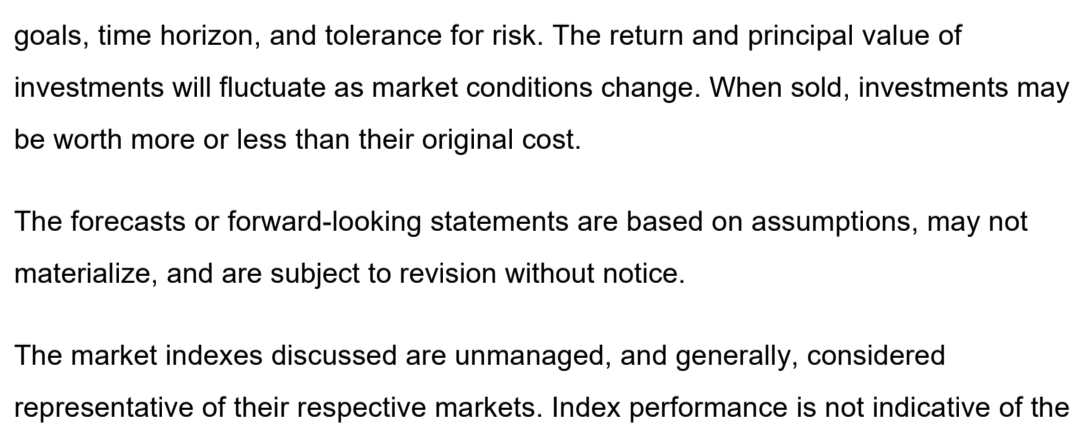 goals, time horizon, and tolerance for risk. The return and principal value of
investments will fluctuate as market conditions change. When sold, investments may
be worth more or less than their original cost.
The forecasts or forward-looking statements are based on assumptions, may not
materialize, and are subject to revision without notice.
The market indexes discussed are unmanaged, and generally, considered
representative of their respective markets. Index performance is not indicative of the